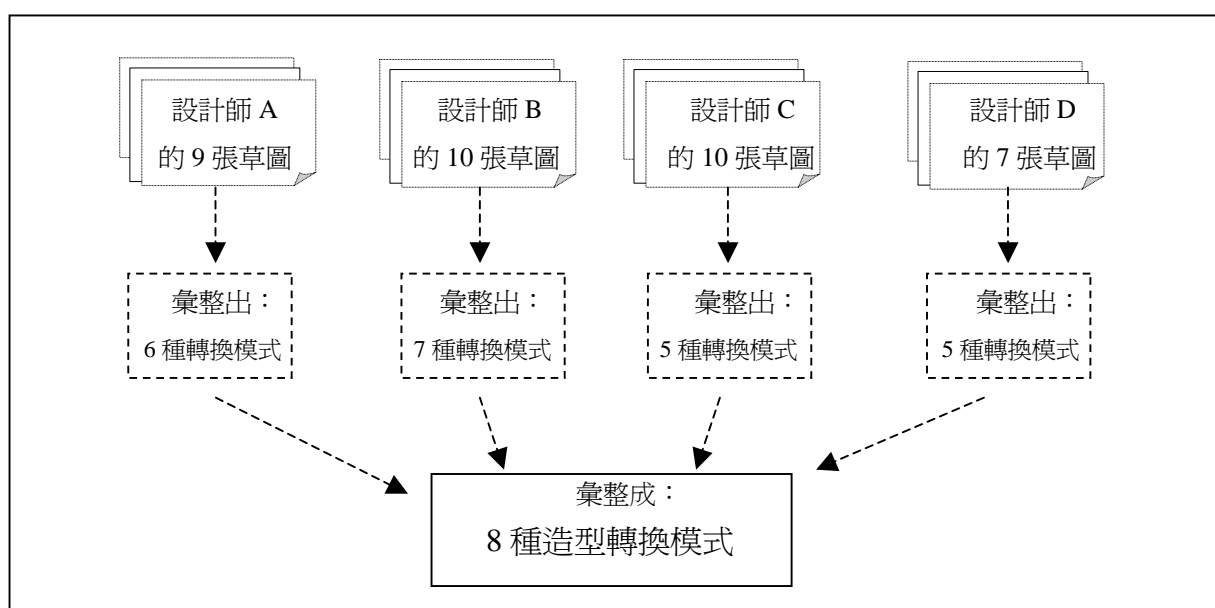 設計師 A
的 9 張草圖
設計師 B
的 10 張草圖
設計師 C
的 10 張草圖
設計師 D
的 7 張草圖
彙整出：
6 種轉換模式
彙整出：
7 種轉換模式
彙整出：
5 種轉換模式
彙整出：
5 種轉換模式
彙整成：
8 種造型轉換模式